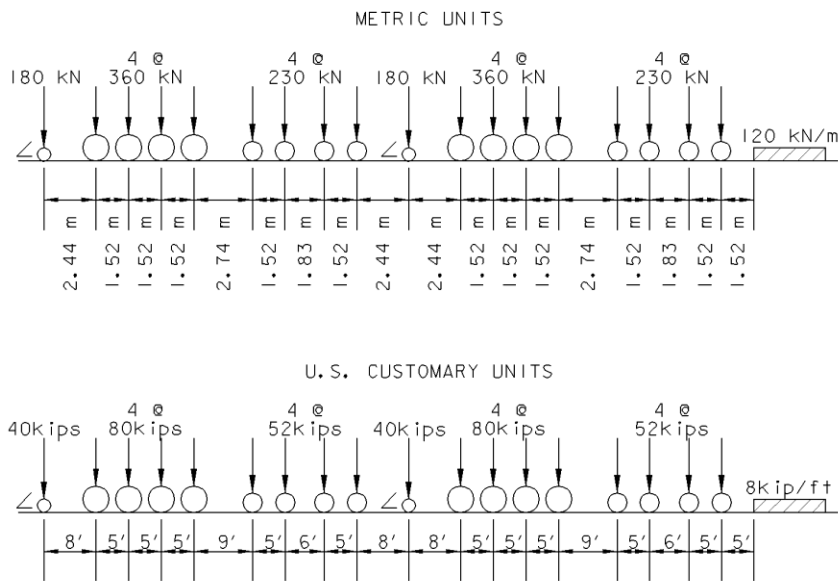 METRIC UNITS
4 @ 4 @ 4 @ 4 @
180 kN 360 kN 230 kN 180 kN 360 kN 230 kN
120 kN/m
2.44 m 1.52 m 1.52 m 1.52 m 2.74 m 1.52 m 1.83 m 1.52 m 2.44 m 2.44 m 1.52 m 1.52 m 1.52 m 2.74 m 1.52 m 1.83 m 1.52 m 1.52 m
U.S. CUSTOMARY UNITS
4 @ 4 @ 4 @ 4 @
40kips 80kips 52kips 40kips 80kips 52kips
8Kip/ft
8' 5' 5' 5' 9' 5' 6' 5' 8' 8' 5' 5' 5' 9' 5' 6' 5' 5'